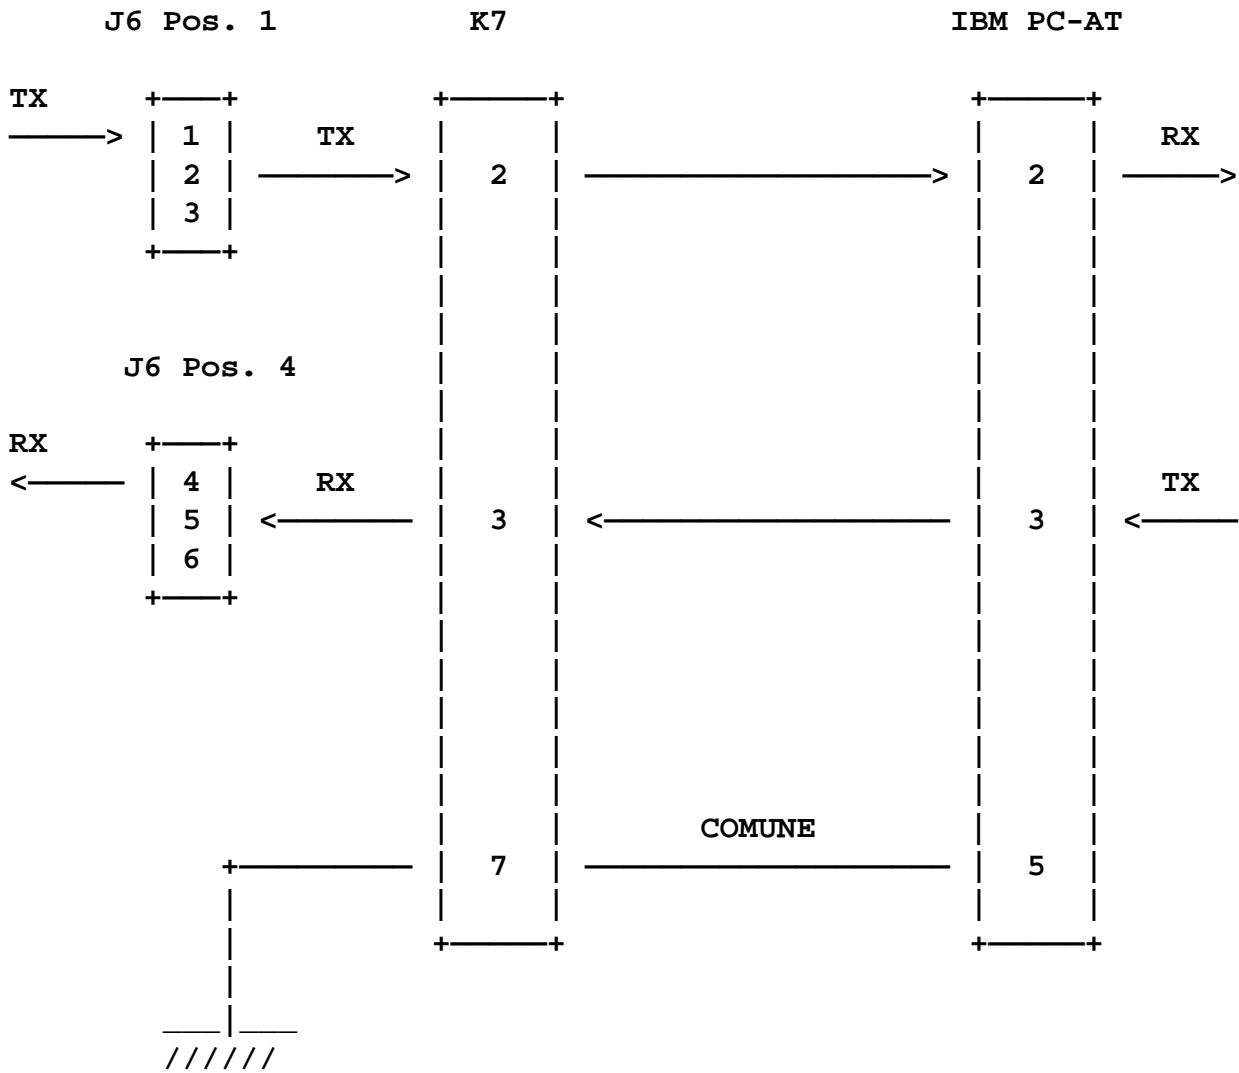 J6 Pos. 1 K7 IBM PC-AT
TX
1 TX RX
2 2 2
3
J6 Pos. 4
RX
4 RX TX
5 3 3
6
COMUNE
7 5